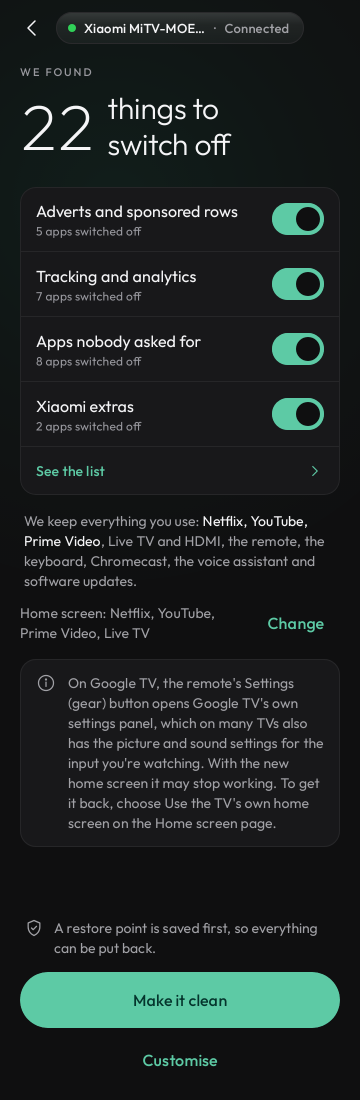 Xiaomi MiTV-MOE... · Connected
WE FOUND
22 things to
switch off
Adverts and sponsored rows
5 apps switched off
Tracking and analytics
7 apps switched off
Apps nobody asked for
8 apps switched off
Xiaomi extras
2 apps switched off
See the list
We keep everything you use: Netflix, YouTube,
Prime Video, Live TV and HDMI, the remote, the
keyboard, Chromecast, the voice assistant and
software updates.
Home screen: Netflix, YouTube,
Prime Video, Live TV
Change
On Google TV, the remote's Settings
(gear) button opens Google TV's own
settings panel, which on many TVs also
has the picture and sound settings for the
input you're watching. With the new
home screen it may stop working. To get
it back, choose Use the TV's own home
screen on the Home screen page.
A restore point is saved first, so everything
can be put back.
Make it clean
Customise